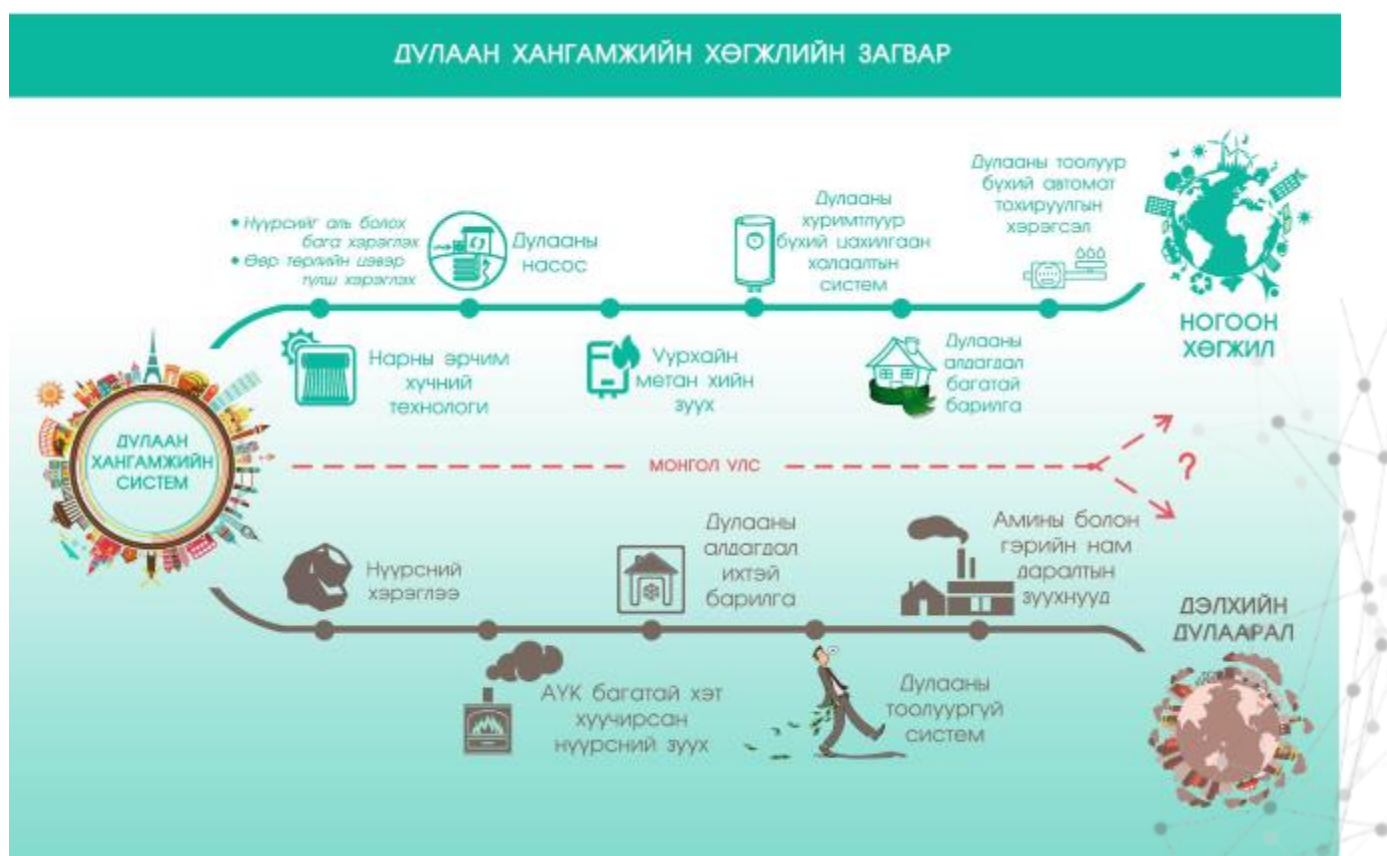 ДУЛААН ХАНГАМЖИЙН ХӨГЖЛИЙН ЗАГВАР
• Нүүрсийг аль болох
бага хэрэглэх
• Өөр төрлийн цэвэр
түлш хэрэглэх
Дулааны
насос
Дулааны
хуримтлуур
бүхий цахилгаан
халаалтын
систем
Дулааны тоолуур
бүхий автомат
тохируулгын
хэрэгсэл
Нарны эрчим
хүчний
технологи
Уурхайн
метан хийн
зуух
Дулааны
алдагдал
багатай
барилга
НОГООН
ХӨГЖИЛ
ДУЛААН
ХАНГАМЖИЙН
СИСТЕМ
МОНГОЛ УЛС
?
Нүүрсний
хэрэглээ
Дулааны
алдагдал
ихтэй
барилга
Амины болон
гэрийн нам
даралтын
зуухнууд
АҮК багатай хэт
хуучирсан
нүүрсний зуух
Дулааны
тоолуургүй
систем
ДЭЛХИЙН
ДУЛААРАЛ